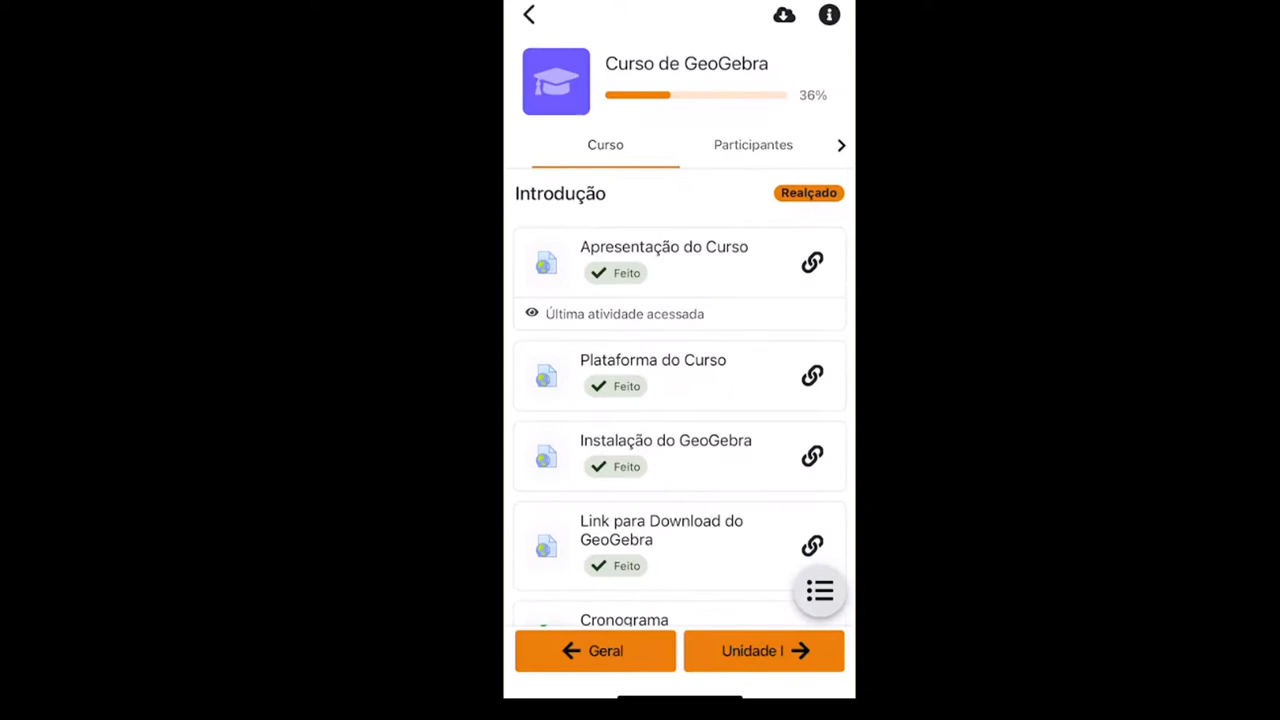 Curso de GeoGebra
36%
Curso
Participantes
Introdução
Realçado
Apresentação do Curso
Feito
Última atividade acessada
Plataforma do Curso
Feito
Instalação do GeoGebra
Feito
Link para Download do
GeoGebra
Feito
Cronograma
Geral
Unidade I